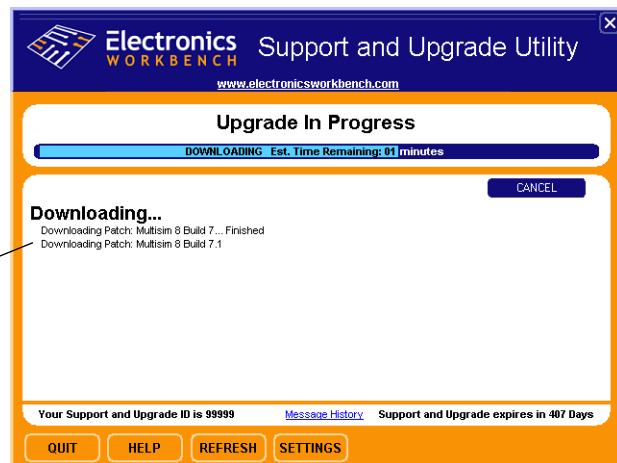 Electronics
WORKBENCH
Support and Upgrade Utility
www.electronicsworkbench.com
Upgrade In Progress
DOWNLOADING Est. Time Remaining: 01 minutes
CANCEL
Downloading...
Downloading Patch: Multisim 8 Build 7... Finished
Downloading Patch: Multisim 8 Build 7.1
Your Support and Upgrade ID is 99999 Message History Support and Upgrade expires in 407 Days
QUIT HELP REFRESH SETTINGS